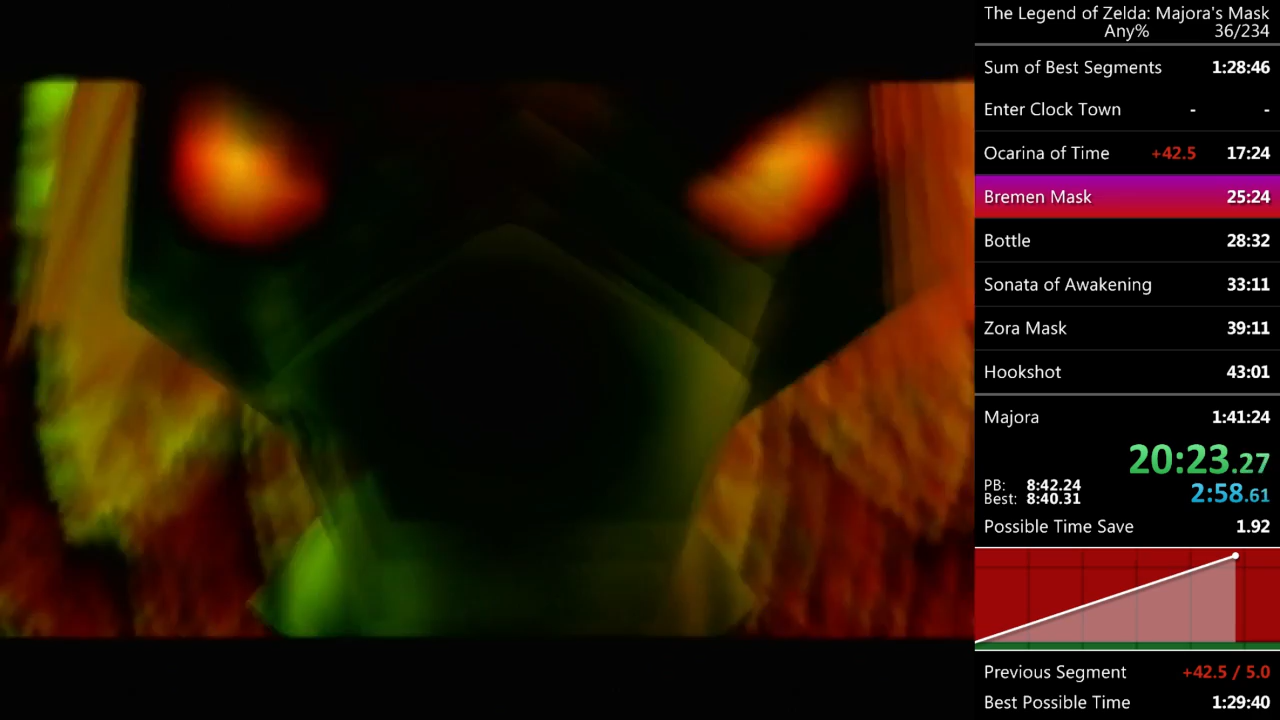 The Legend of Zelda: Majora's Mask
Any% 36/234
Sum of Best Segments 1:28:46
Enter Clock Town - -
Ocarina of Time +42.5 17:24
Bremen Mask 25:24
Bottle 28:32
Sonata of Awakening 33:11
Zora Mask 39:11
Hookshot 43:01
Majora 1:41:24
20:23.27
PB: 8:42.24
Best: 8:40.31 2:58.61
Possible Time Save 1.92
Previous Segment +42.5 / 5.0
Best Possible Time 1:29:40